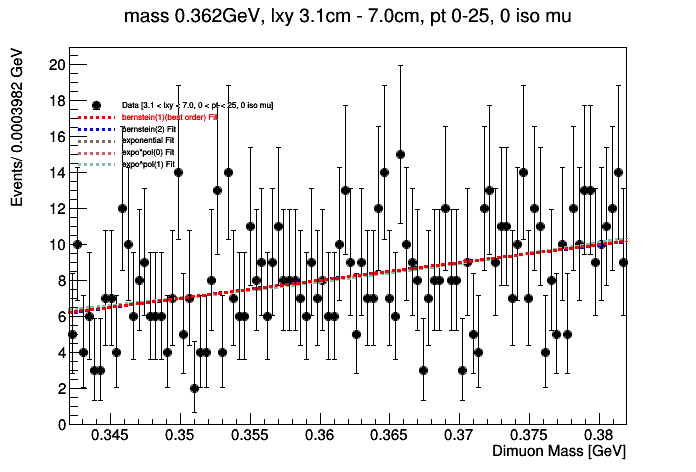 mass 0.362GeV, lxy 3.1cm - 7.0cm, pt 0-25, 0 iso mu
Events/ 0.0003982 GeV
20
18
16
14
12
10
8
6
4
2
0
Data [3.1 < lxy < 7.0, 0 < pt < 25, 0 iso mu]
bernstein(1)(best order) Fit
bernstein(2) Fit
exponential Fit
expo*pol(0) Fit
expo*pol(1) Fit
0.345 0.35 0.355 0.36 0.365 0.37 0.375 0.38
Dimuon Mass [GeV]